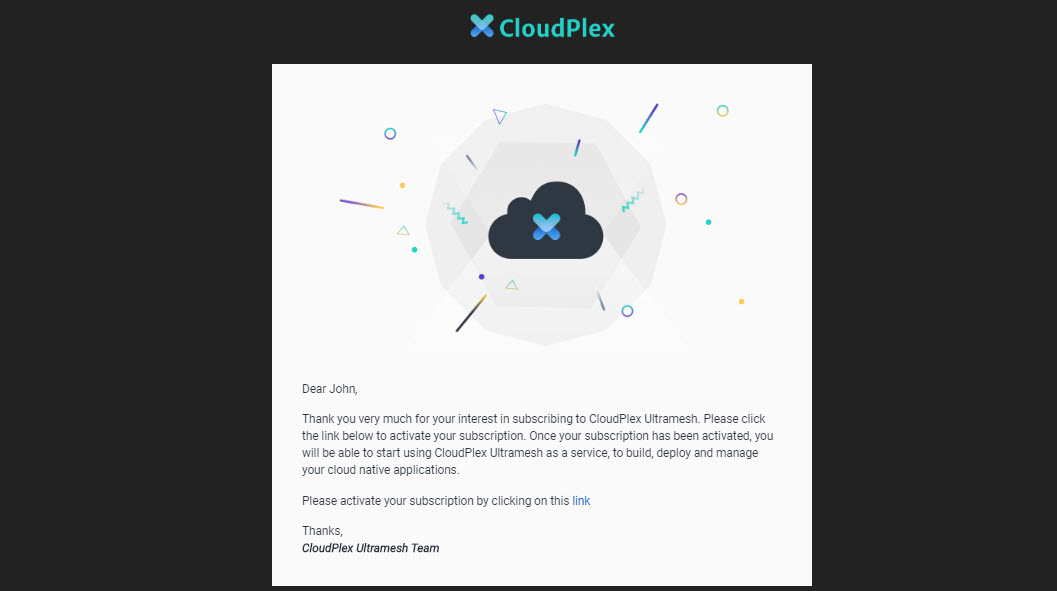 CloudPlex
Dear John,
Thank you very much for your interest in subscribing to CloudPlex Ultramesh. Please click
the link below to activate your subscription. Once your subscription has been activated, you
will be able to start using CloudPlex Ultramesh as a service, to build, deploy and manage
your cloud native applications.
Please activate your subscription by clicking on this link
Thanks,
CloudPlex Ultramesh Team